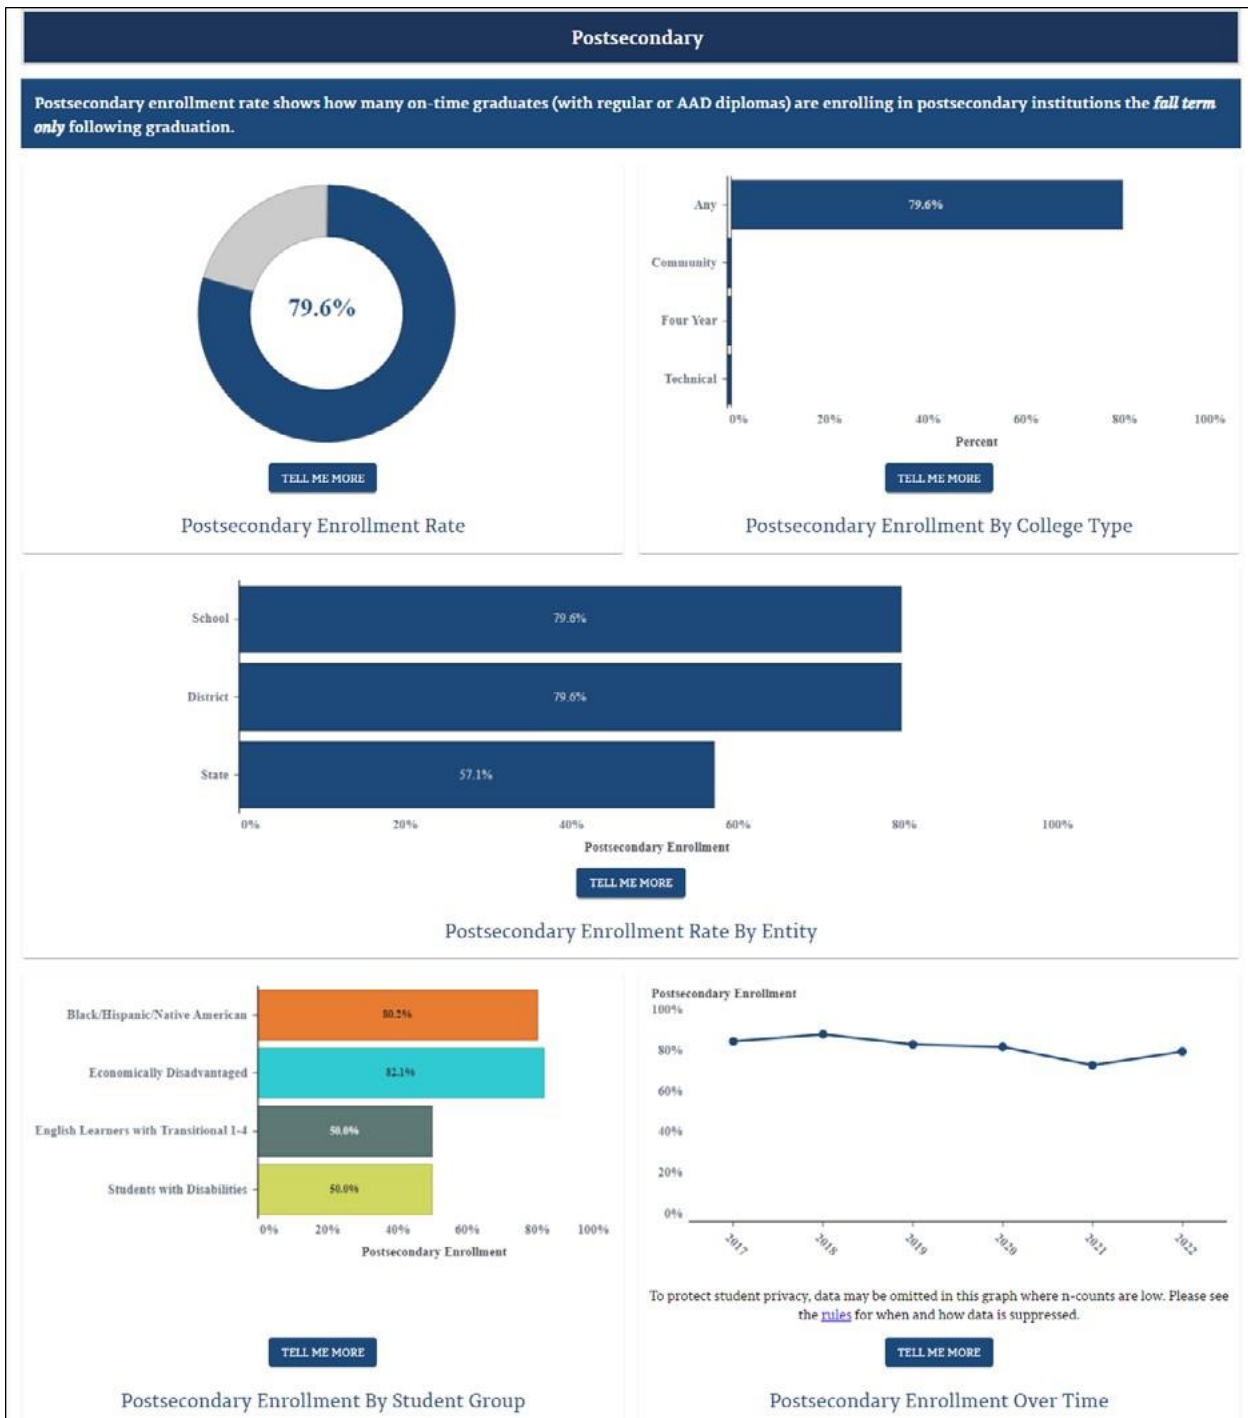 Postsecondary
Postsecondary enrollment rate shows how many on-time graduates (with regular or AAD diplomas) are enrolling in postsecondary institutions the fall term
only following graduation.
79.6%
TELL ME MORE
Postsecondary Enrollment Rate
Any
79.6%
Community
Four Year
Technical
0% 20% 40% 60% 80% 100%
Percent
TELL ME MORE
Postsecondary Enrollment By College Type
School
79.6%
District
79.6%
State
57.1%
0% 20% 40% 60% 80% 100%
Postsecondary Enrollment
TELL ME MORE
Postsecondary Enrollment Rate By Entity
Black/Hispanic/Native American
80.2%
Economically Disadvantaged
82.1%
English Learners with Transitional 1-4
50.0%
Students with Disabilities
50.0%
0% 20% 40% 60% 80% 100%
Postsecondary Enrollment
TELL ME MORE
Postsecondary Enrollment By Student Group
Postsecondary Enrollment
100%
80%
60%
40%
20%
0%
2017 2018 2019 2020 2021 2022
To protect student privacy, data may be omitted in this graph where n-counts are low. Please see
the rules for when and how data is suppressed.
TELL ME MORE
Postsecondary Enrollment Over Time